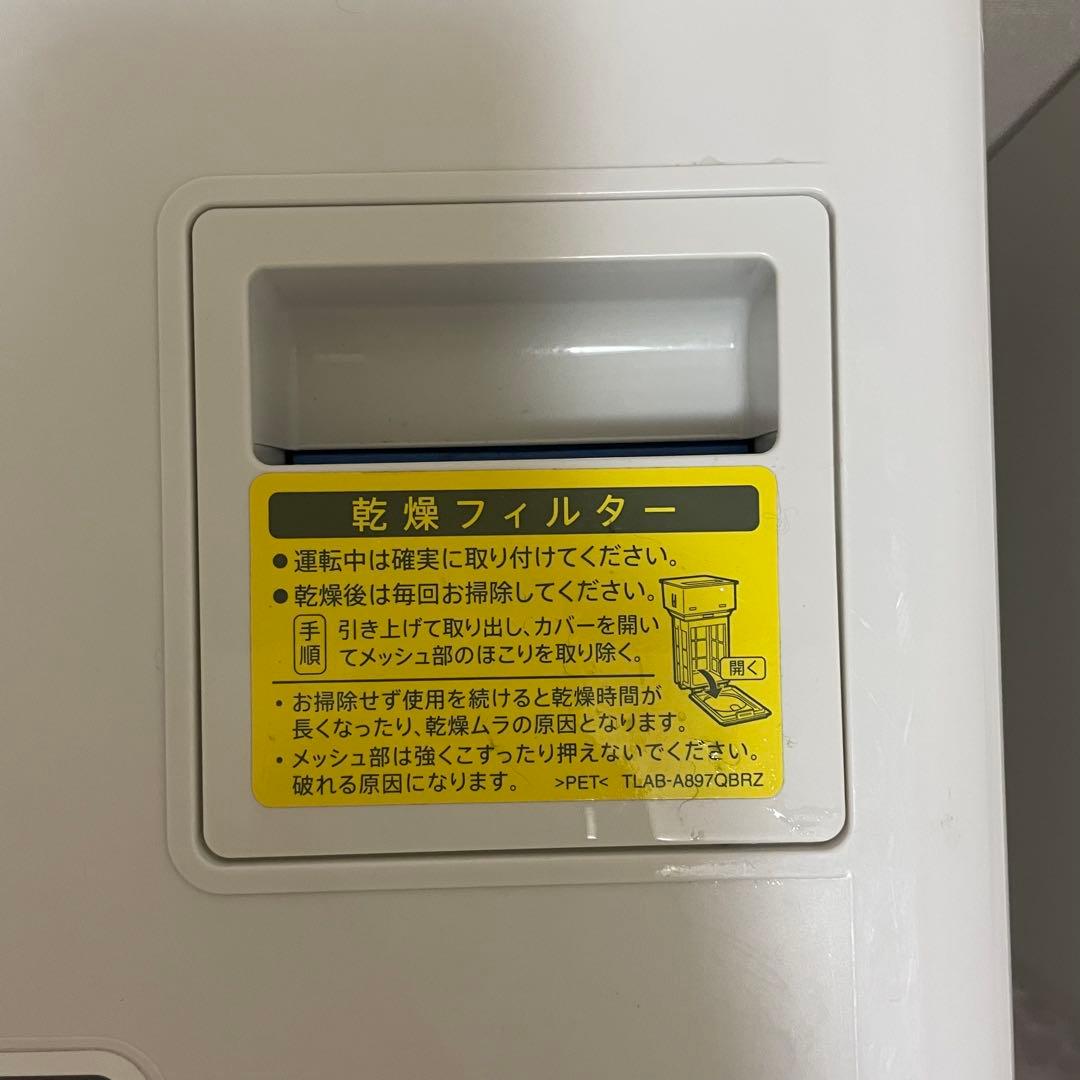 乾燥フィルター
●運転中は確実に取り付けてください。
●乾燥後は毎回お掃除してください。
手順
引き上げて取り出し、カバーを開い
てメッシュ部のほこりを取り除く。
開く
・お掃除せず使用を続けると乾燥時間が
長くなったり、乾燥ムラの原因となります。
・メッシュ部は強くこすったり押えないでください。
破れる原因になります。 >PET< TLAB-A897QBRZ